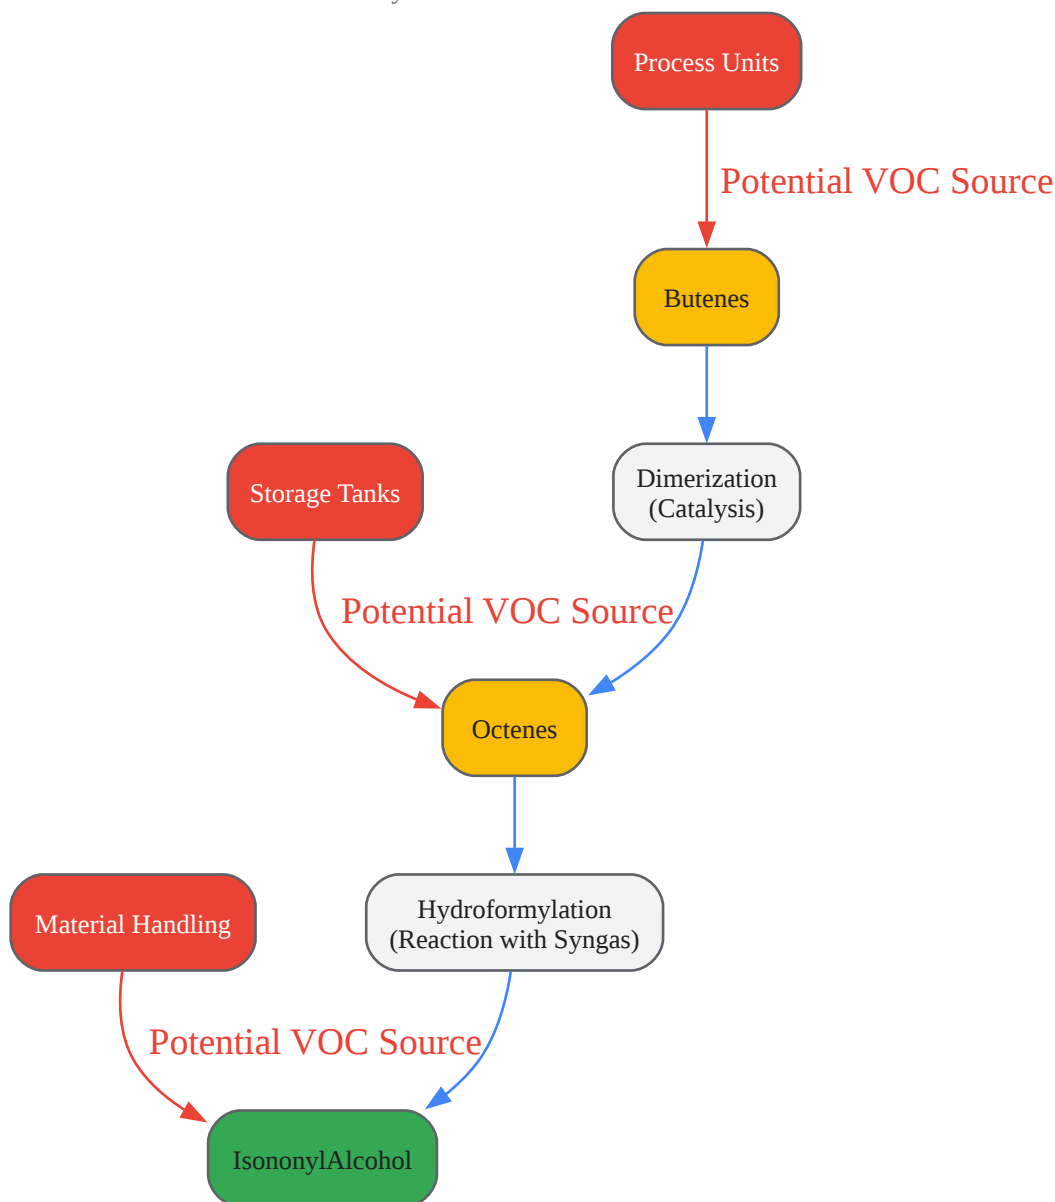 Process Units
Potential VOC Source
Butenes
Storage Tanks
Dimerization
(Catalysis)
Potential VOC Source
Octenes
Material Handling
Hydroformylation
(Reaction with Syngas)
Potential VOC Source
IsononylAlcohol